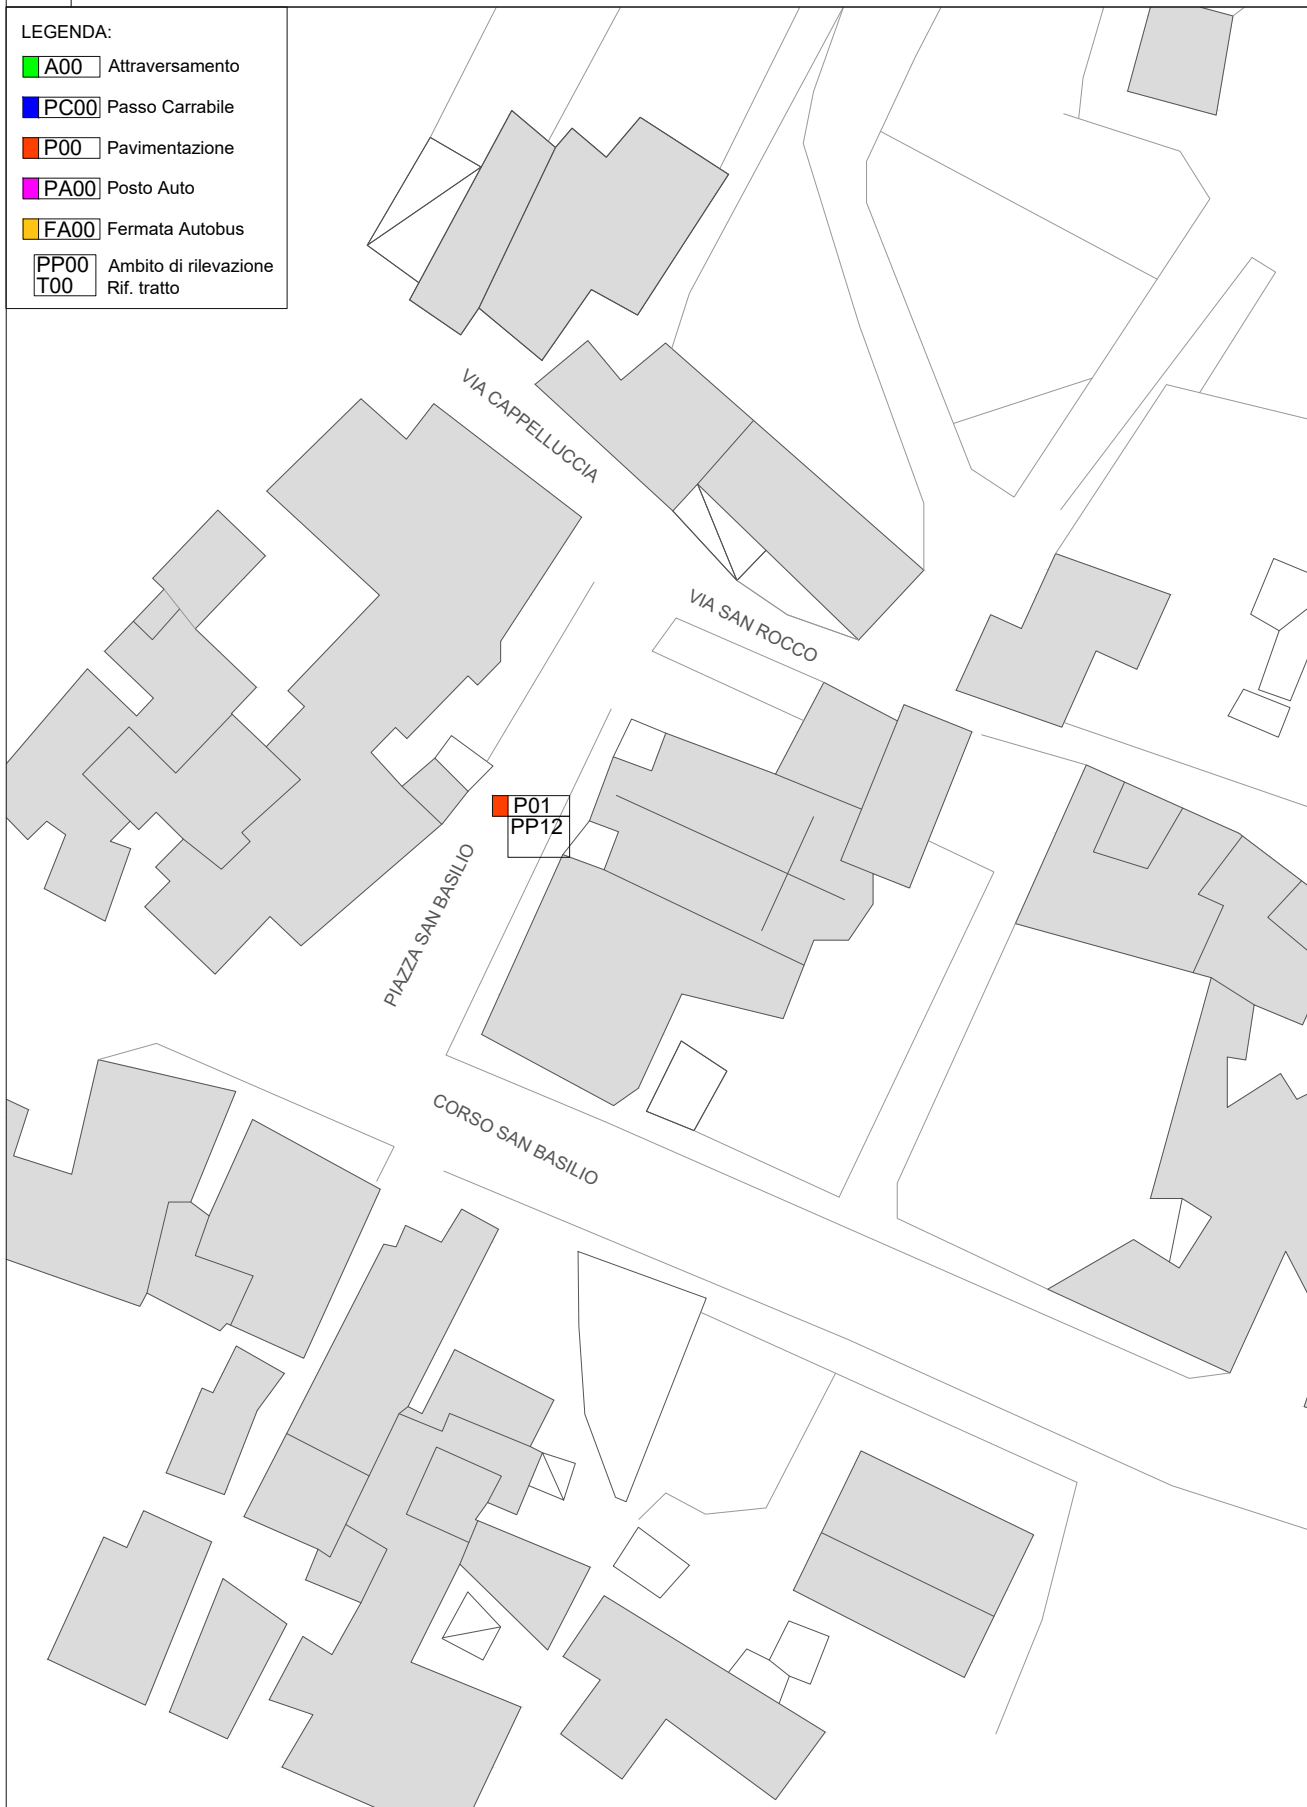 LEGENDA:
A00 Attraversamento
PC00 Passo Carrabile
P00 Pavimentazione
PA00 Posto Auto
FA00 Fermata Autobus
PP00 Ambito di rilevazione
T00 Rif. tratto
VIA CAPPELLUCCIA
VIA SAN ROCCO
P01
PP12
PIAZZA SAN BASILIO
CORSO SAN BASILIO